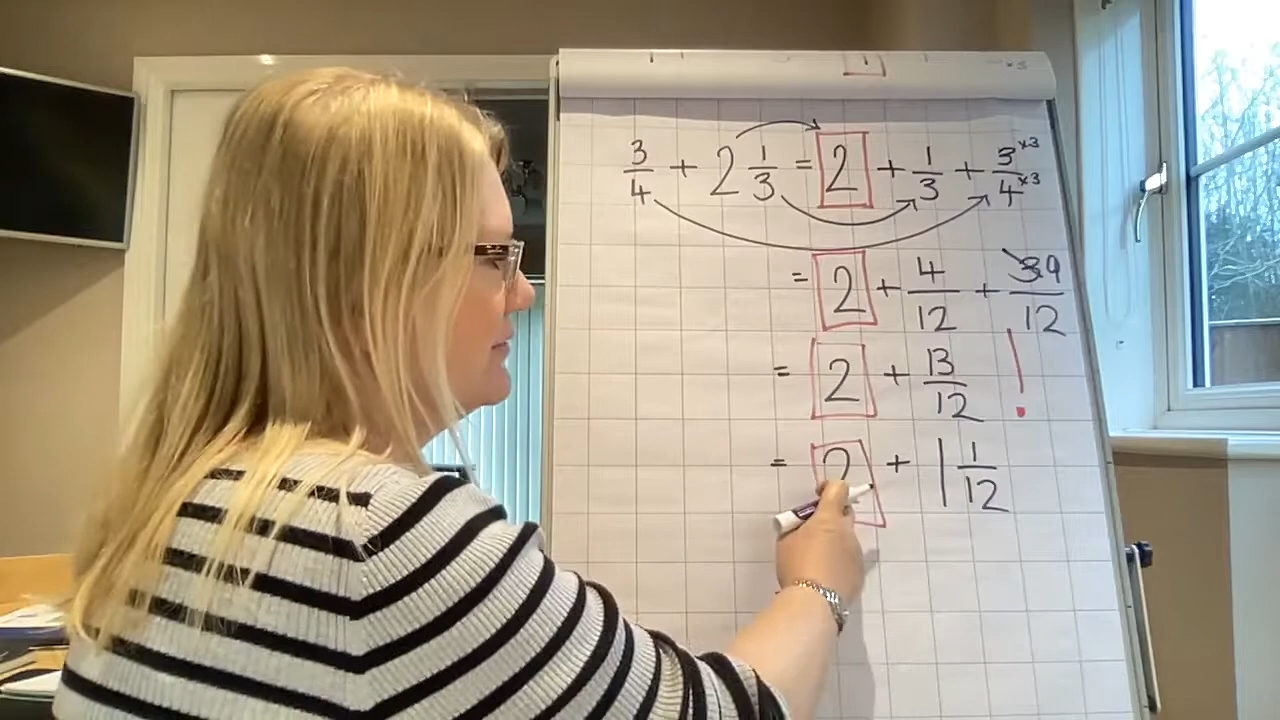 3/4 + 2 1/3 = 2 + 1/3 + 3×3/4×3
= 2 + 4/12 + 9/12
= 2 + 13/12 !
= 2 + 1 1/12